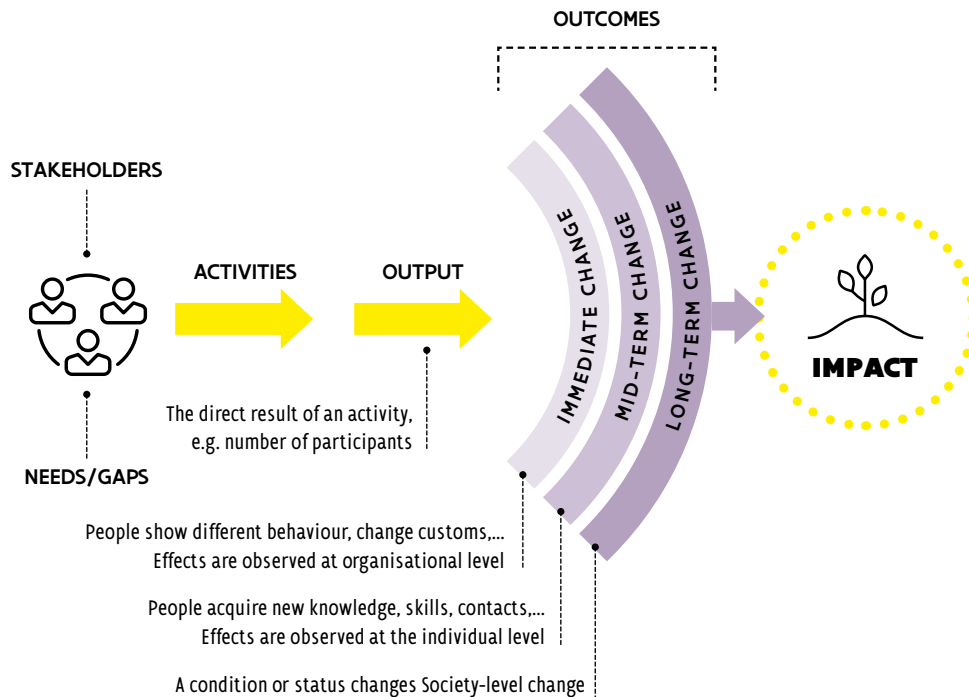 OUTCOMES
STAKEHOLDERS
ACTIVITIES
OUTPUT
IMMEDIATE CHANGE
MID-TERM CHANGE
LONG-TERM CHANGE
IMPACT
The direct result of an activity,
e.g. number of participants
NEEDS/GAPS
People show different behaviour, change customs,...
Effects are observed at organisational level
People acquire new knowledge, skills, contacts,...
Effects are observed at the individual level
A condition or status changes Society-level change